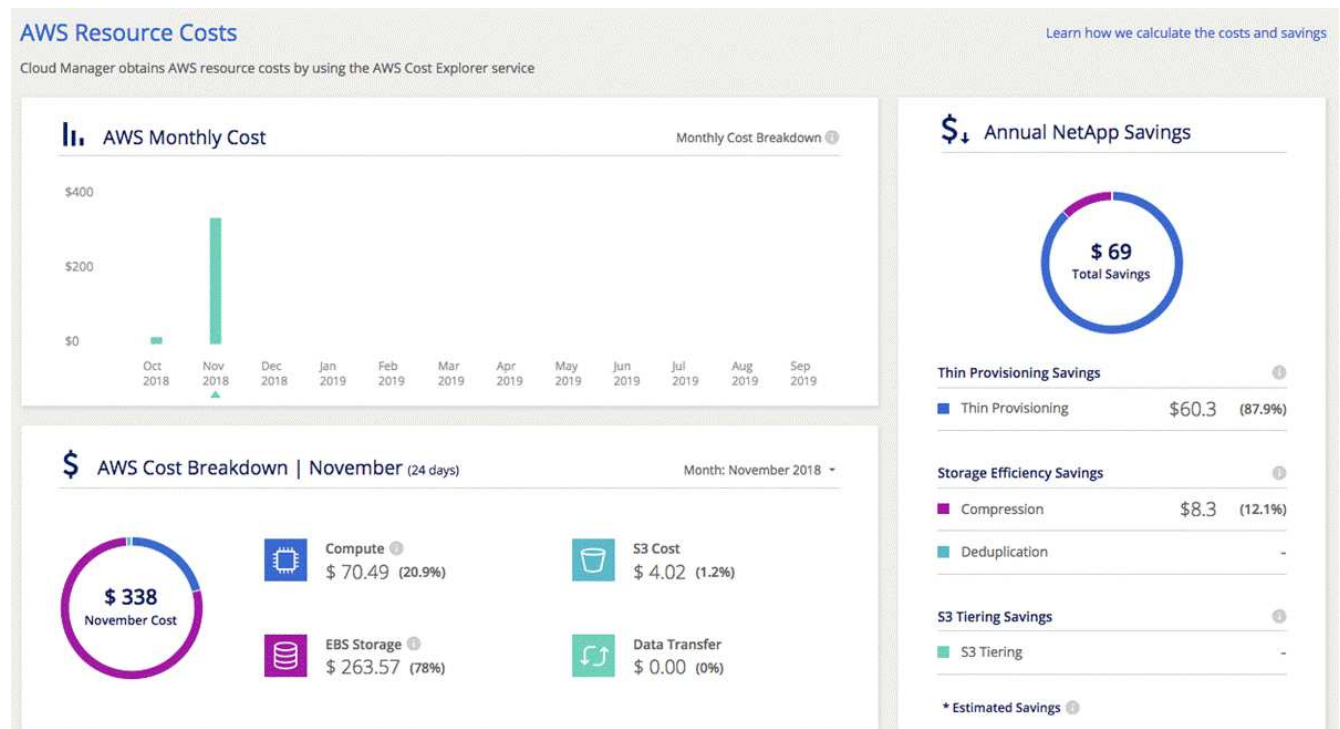 AWS Resource Costs
Learn how we calculate the costs and savings
Cloud Manager obtains AWS resource costs by using the AWS Cost Explorer service
AWS Monthly Cost
Monthly Cost Breakdown
$400
$200
$0
Oct Nov Dec Jan Feb Mar Apr May Jun Jul Aug Sep
2018 2018 2018 2019 2019 2019 2019 2019 2019 2019 2019 2019
AWS Cost Breakdown | November (24 days)
Month: November 2018
$ 338
November Cost
Compute
$ 70.49 (20.9%)
S3 Cost
$ 4.02 (1.2%)
EBS Storage
$ 263.57 (78%)
Data Transfer
$ 0.00 (0%)
Annual NetApp Savings
$ 69
Total Savings
Thin Provisioning Savings
Thin Provisioning $60.3 (87.9%)
Storage Efficiency Savings
Compression $8.3 (12.1%)
Deduplication -
S3 Tiering Savings
S3 Tiering -
* Estimated Savings